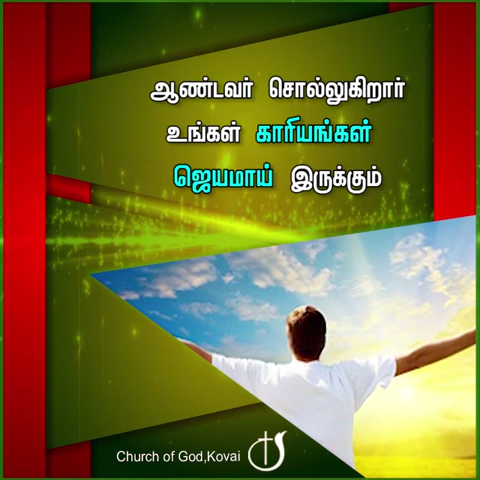 ஆண்டவர் சொல்லுகிறார்
உங்கள் காரியங்கள்
ஜெயமாய் இருக்கும்
Church of God,Kovai